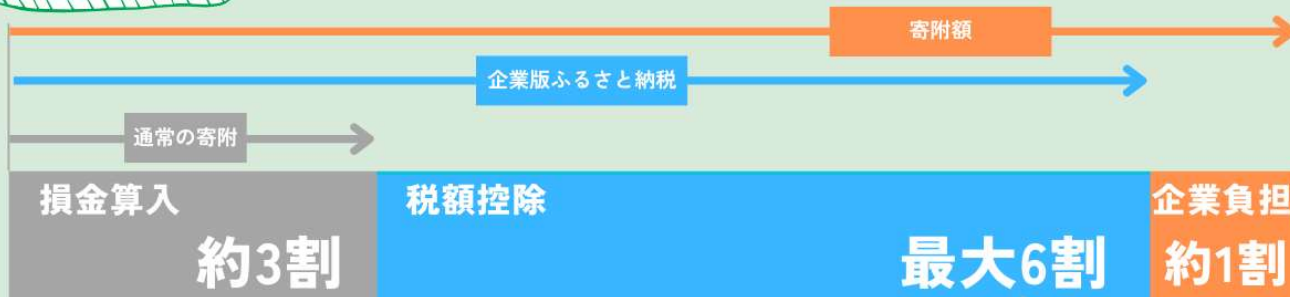 寄附額
企業版ふるさと納税
通常の寄附
損金算入
約3割
税額控除
最大6割
企業負担
約1割